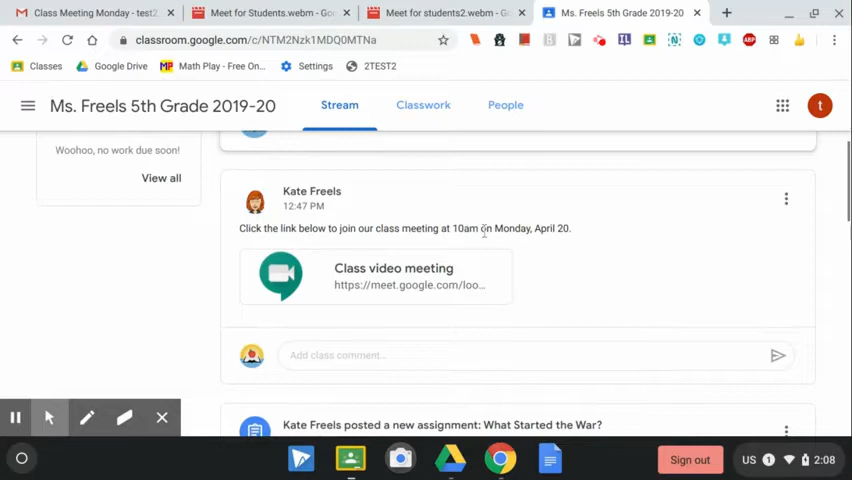 Class Meeting Monday - test2
Meet for Students.webm - Go
Meet for students2.webm - G
Ms. Freels 5th Grade 2019-20
classroom.google.com/c/NTM2Nzk1MDQ0MTNa
Classes
Google Drive
MP
Math Play - Free On...
Settings
2TEST2
Ms. Freels 5th Grade 2019-20
Stream
Classwork
People
t
Woohoo, no work due soon!
View all
Kate Freels
12:47 PM
Click the link below to join our class meeting at 10am on Monday, April 20.
Class video meeting
https://meet.google.com/loo...
Add class comment...
Kate Freels posted a new assignment: What Started the War?
Sign out
US
1
2:08